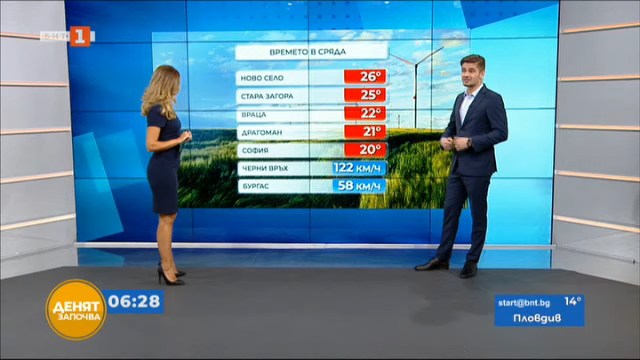 БНТ 1
ВРЕМЕТО В СРЯДА
НОВО СЕЛО 26°
СТАРА ЗАГОРА 25°
ВРАЦА 22°
ДРАГОМАН 21°
СОФИЯ 20°
ЧЕРНИ ВРЪХ 122 КМ/Ч
БУРГАС 58 КМ/Ч
ДЕНЯТ
ЗАПОЧВА
06:28
start@bnt.bg 14°
Пловдив